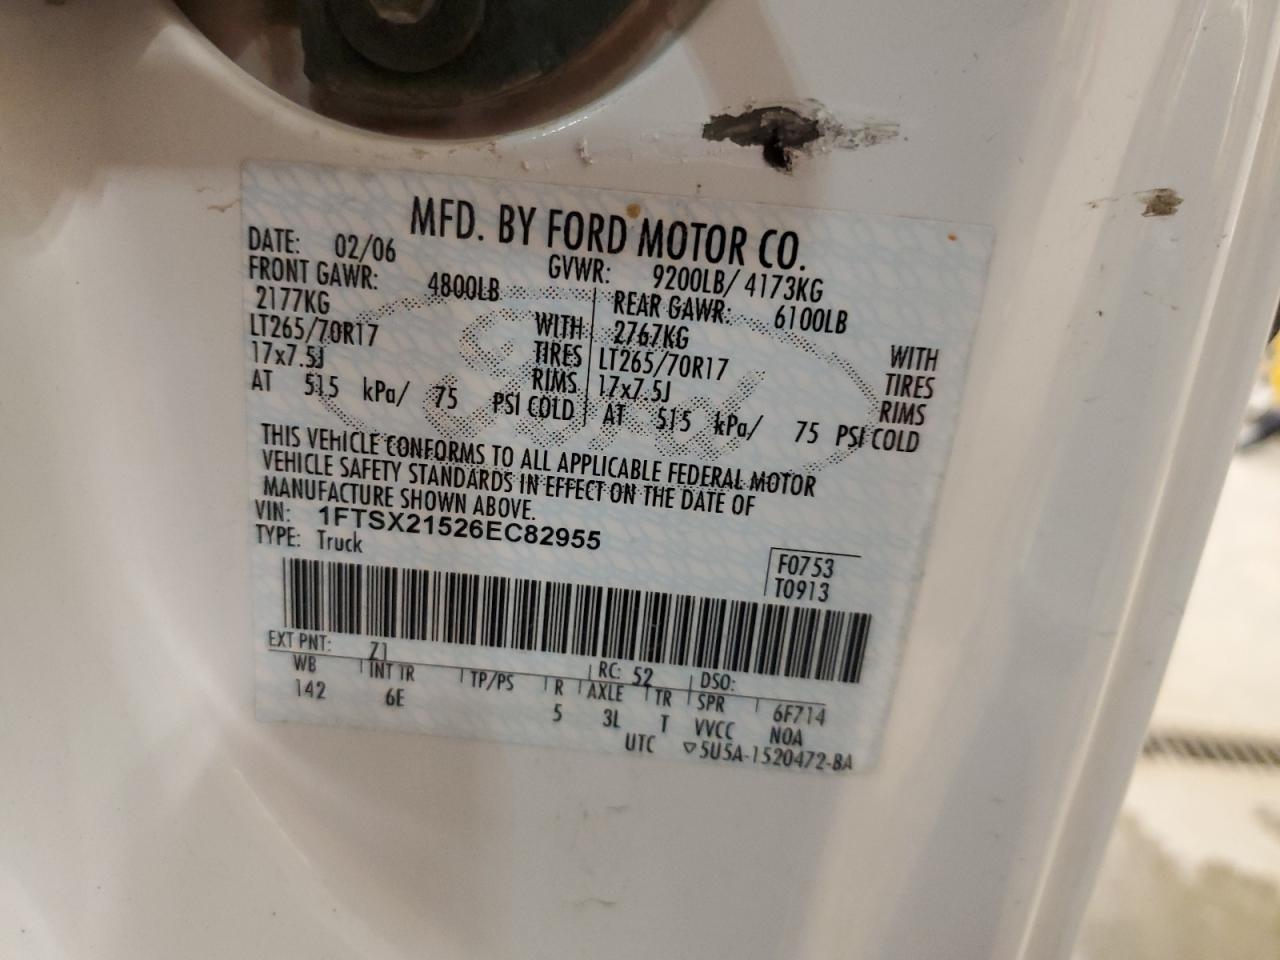 MFD. BY FORD MOTOR CO.
DATE: 02/06 GVWR: 9200LB/ 4173KG
FRONT GAWR: 4800LB REAR GAWR: 6100LB
2177KG WITH 2767KG WITH
LT265/70R17 TIRES LT265/70R17 TIRES
17x7.5J RIMS 17x7.5J RIMS
AT 515 kPa/ 75 PSI COLD AT 515 kPa/ 75 PSI COLD
THIS VEHICLE CONFORMS TO ALL APPLICABLE FEDERAL MOTOR
VEHICLE SAFETY STANDARDS IN EFFECT ON THE DATE OF
MANUFACTURE SHOWN ABOVE.
VIN: 1FTSX21526EC82955
TYPE: Truck
F0753
T0913
EXT PNT: Z1 RC: 52 DSO:
WB INT TR TP/PS R AXLE TR SPR 6F714
142 6E 5 3L T VVCC NOA
UTC ▽5U5A-1520472-BA